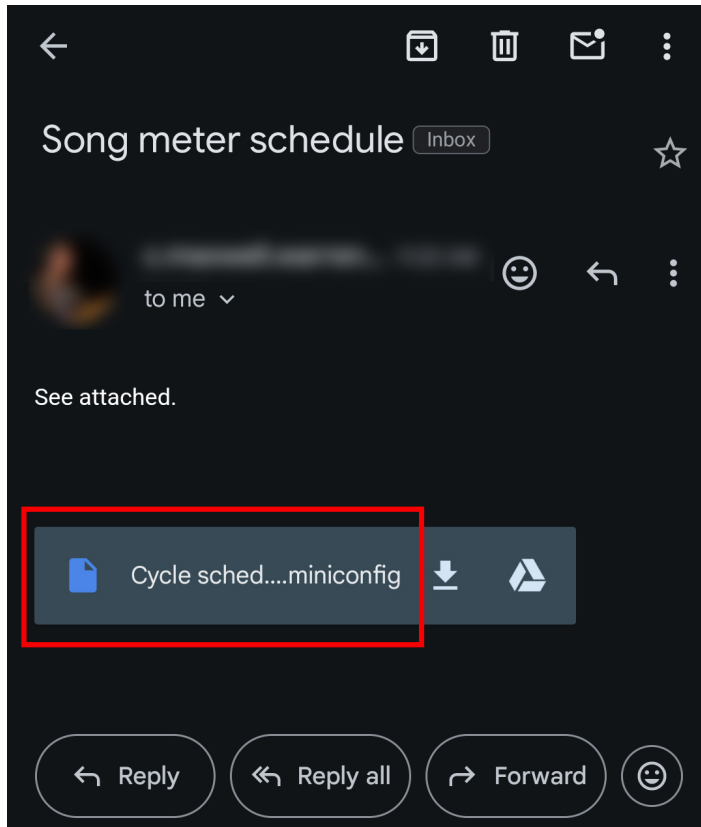 Song meter schedule Inbox
to me
See attached.
Cycle sched....miniconfig
Reply Reply all Forward